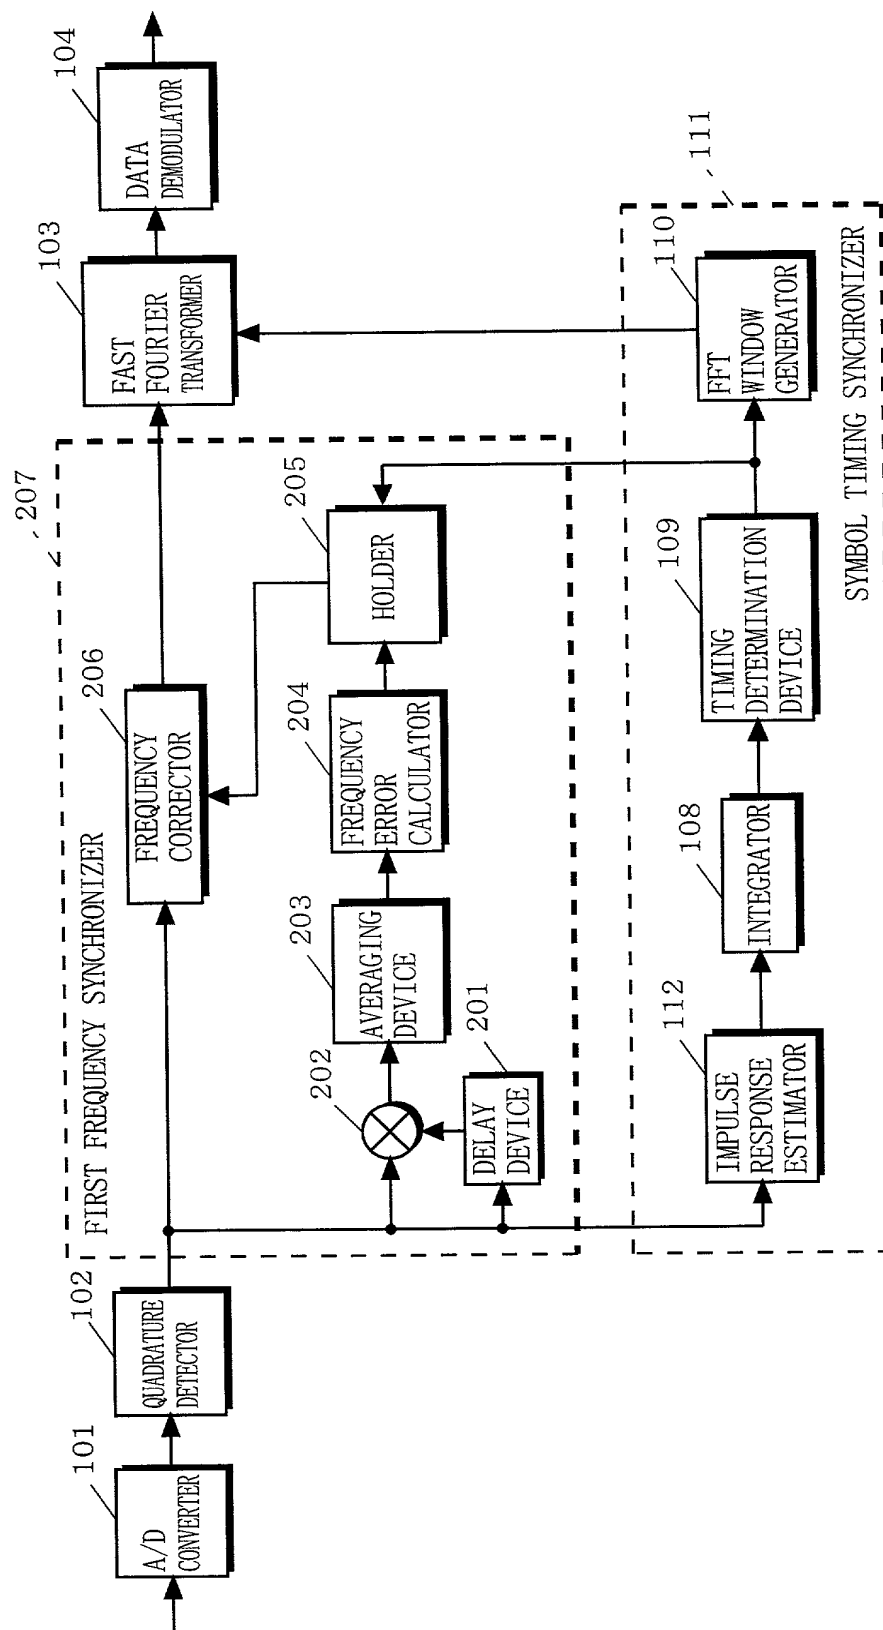 101
A/D
CONVERTER
102
QUADRATURE
DETECTOR
207
FIRST FREQUENCY SYNCHRONIZER
206
FREQUENCY
CORRECTOR
202
201
DELAY
DEVICE
203
AVERAGING
DEVICE
204
FREQUENCY
ERROR
CALCULATOR
205
HOLDER
103
FAST
FOURIER
TRANSFORMER
104
DATA
DEMODULATOR
112
IMPULSE
RESPONSE
ESTIMATOR
108
INTEGRATOR
109
TIMING
DETERMINATION
DEVICE
110
FFT
WINDOW
GENERATOR
111
SYMBOL TIMING SYNCHRONIZER